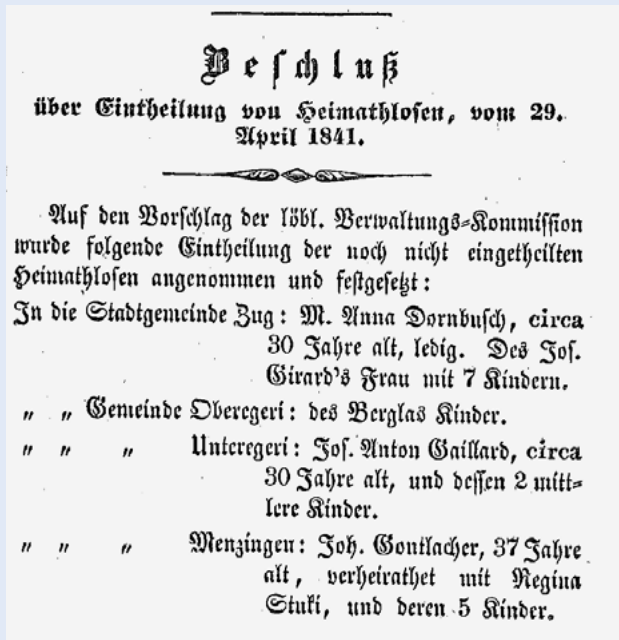 Beschluß
über Eintheilung von Heimathlosen, vom 29.
April 1841.
Auf den Vorschlag der löbl. Verwaltungs-Kommission
wurde folgende Eintheilung der noch nicht eingetheilten
Heimathlosen angenommen und festgesetzt:
In die Stadtgemeinde Zug: M. Anna Dornbusch, circa
30 Jahre alt, ledig. Des Jos.
Girard's Frau mit 7 Kindern.
„ „ Gemeinde Oberegeri: des Berglas Kinder.
„ „ „ Unteregeri: Jos. Anton Gaillard, circa
30 Jahre alt, und dessen 2 mitt-
lere Kinder.
„ „ „ Menzingen: Joh. Gontlacher, 37 Jahre
alt, verheirathet mit Regina
Stuki, und deren 5 Kinder.